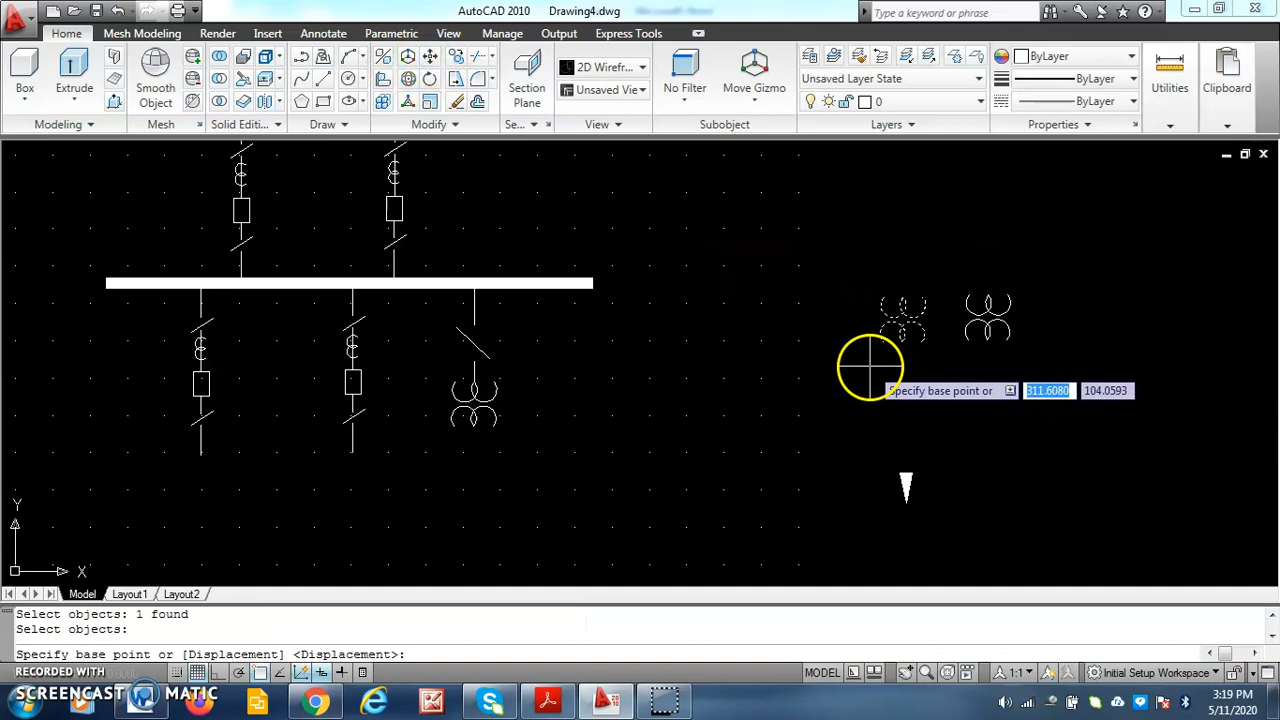 AutoCAD 2010 Drawing4.dwg
Type a keyword or phrase
Home Mesh Modeling Render Insert Annotate Parametric View Manage Output Express Tools
Box Extrude Smooth Object Section Plane No Filter Move Gizmo Utilities Clipboard
2D Wirefr...
Unsaved Vie
Unsaved Layer State
0
ByLayer
ByLayer
ByLayer
Modeling Mesh Solid Editi... Draw Modify Se... View Subobject Layers Properties
Specify base point or 311.6080 104.0593
Y
X
Model Layout1 Layout2
Select objects: 1 found
Select objects:
Specify base point or [Displacement] <Displacement>:
RECORDED WITH
SCREENCAST MATIC
MODEL 1:1 Initial Setup Workspace
3:19 PM
5/11/2020